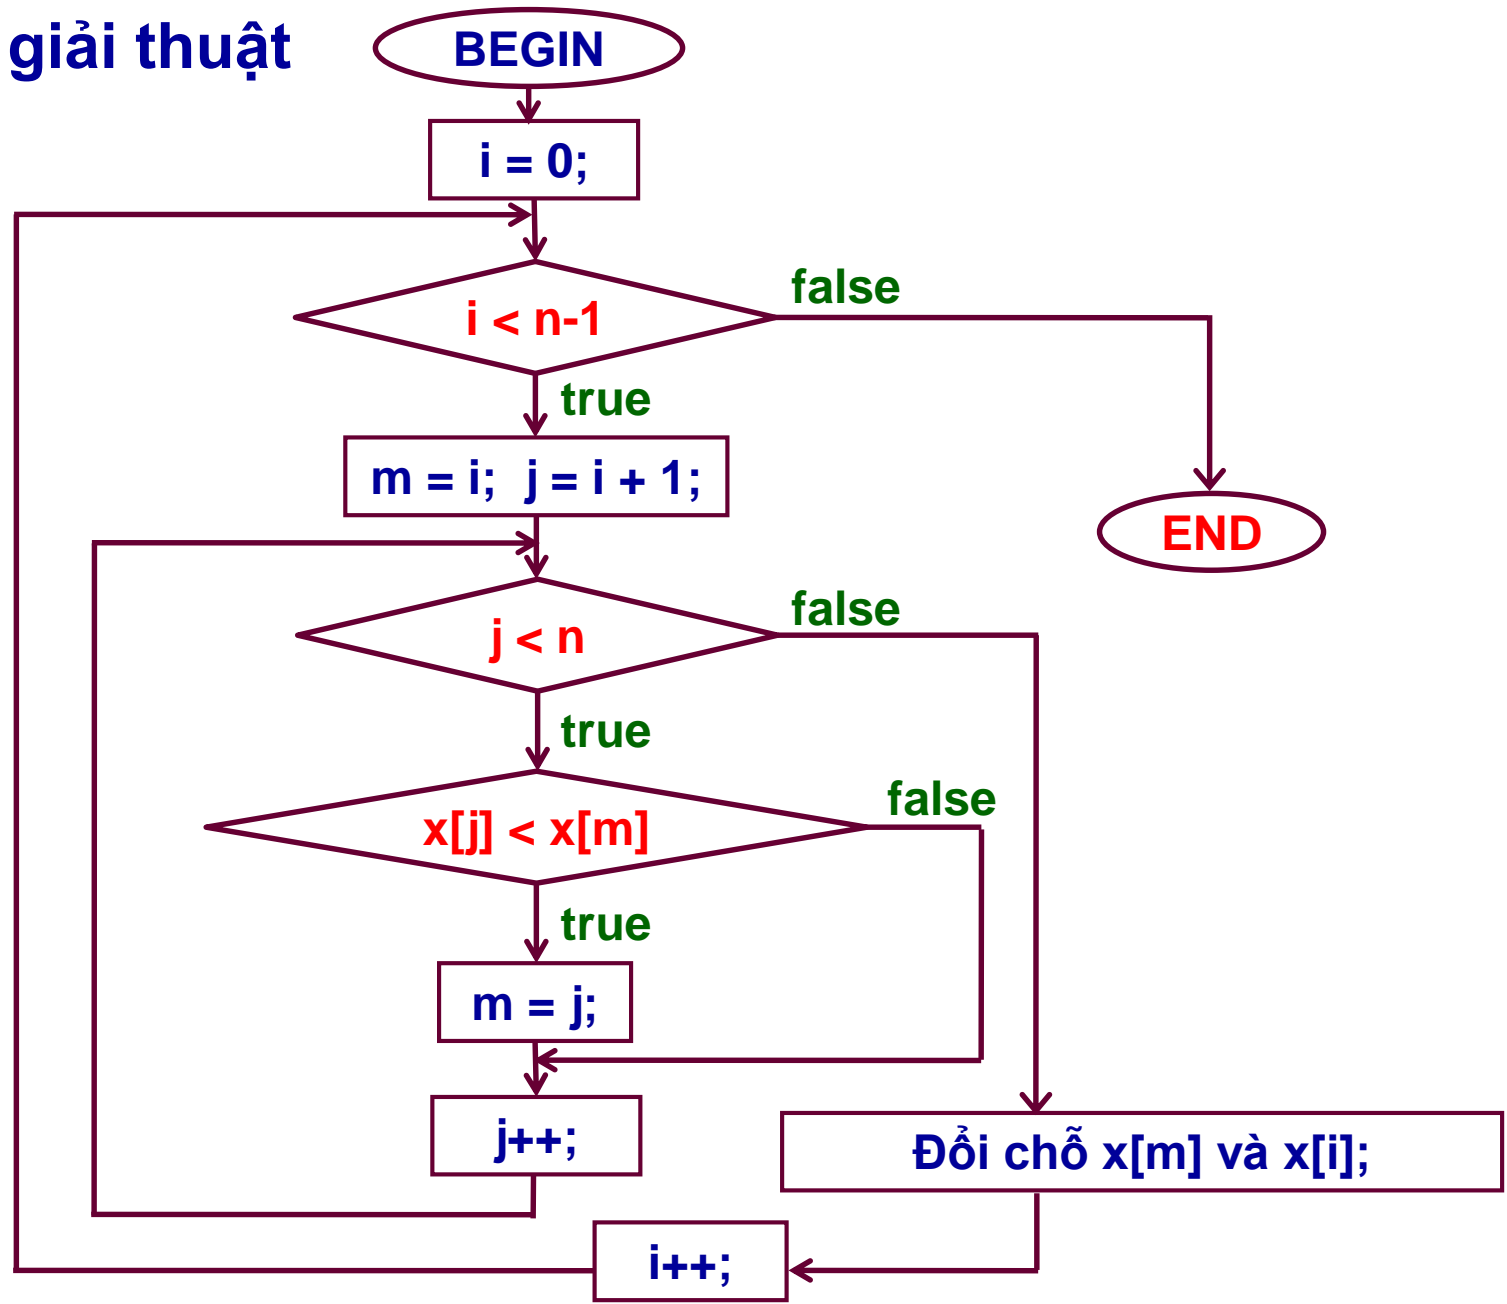 giải thuật
BEGIN
i = 0;
i < n-1
false
true
m = i; j = i + 1;
END
j < n
false
true
x[j] < x[m]
false
true
m = j;
j++;
Đổi chỗ x[m] và x[i];
i++;